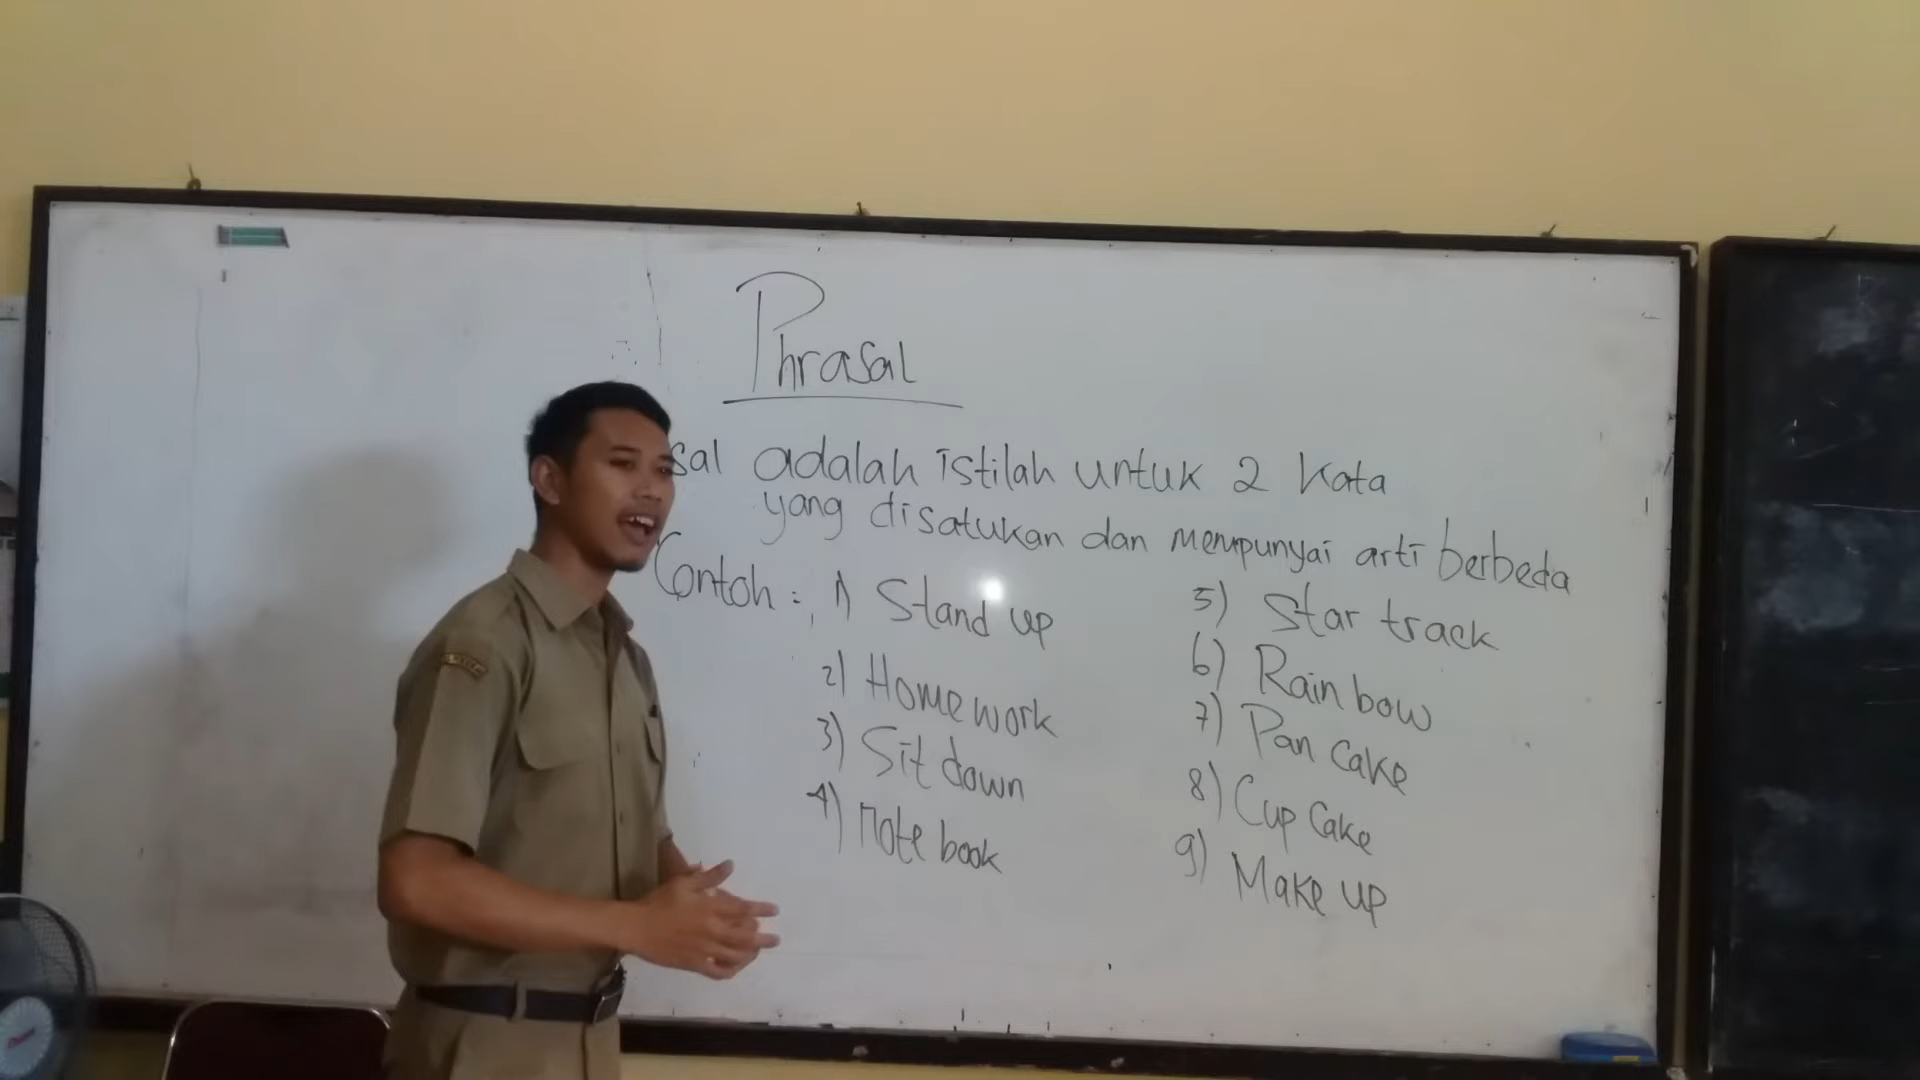 Phrasal
sal adalah istilah untuk 2 kata
yang disatukan dan mempunyai arti berbeda
Contoh : 1) Stand up
2) Home work
3) Sit down
4) note book
5) Star track
6) Rain bow
7) Pan cake
8) Cup Cake
9) Make up